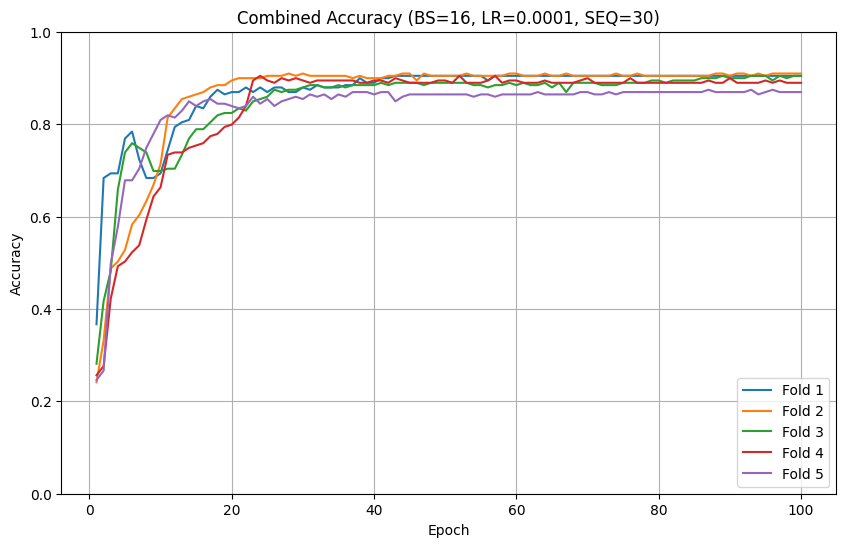 Combined Accuracy (BS=16, LR=0.0001, SEQ=30)
1.0
0.8
0.6
0.4
0.2
0.0
Accuracy
0 20 40 60 80 100
Epoch
Fold 1
Fold 2
Fold 3
Fold 4
Fold 5